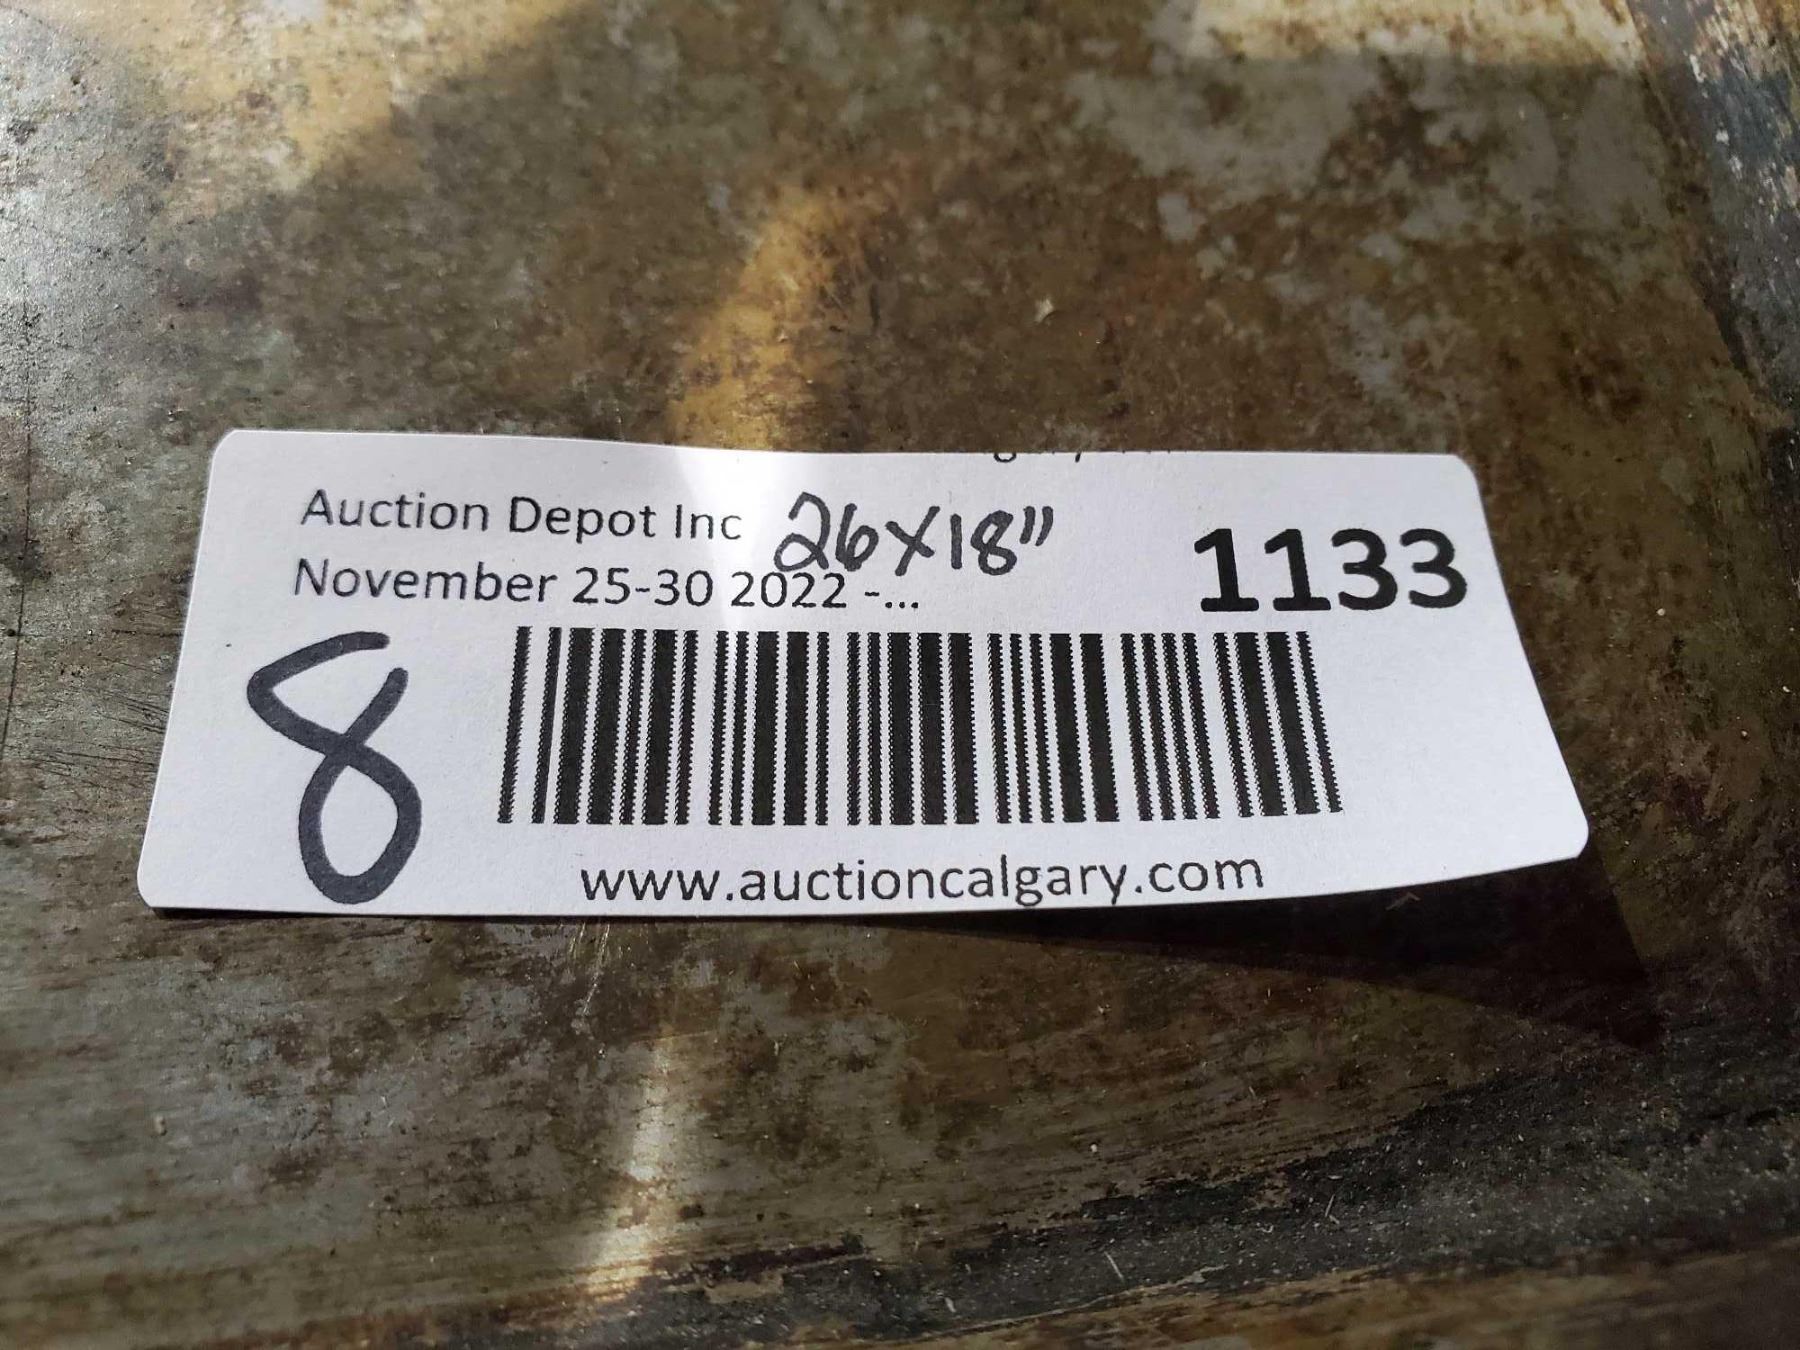 Auction Depot Inc 26x18"
November 25-30 2022 -...
1133
8
www.auctioncalgary.com